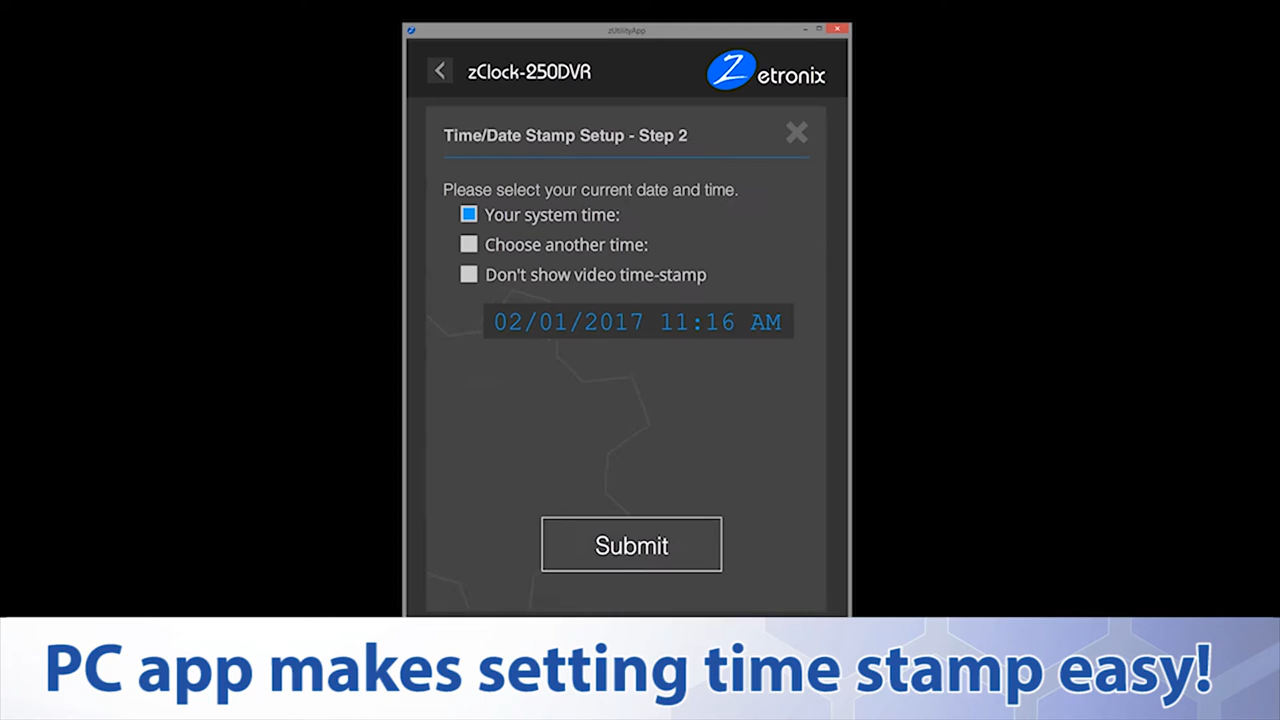 zUtilityApp
zClock-250DVR
Zetronix
Time/Date Stamp Setup - Step 2
Please select your current date and time.
Your system time:
Choose another time:
Don't show video time-stamp
02/01/2017 11:16 AM
Submit
PC app makes setting time stamp easy!